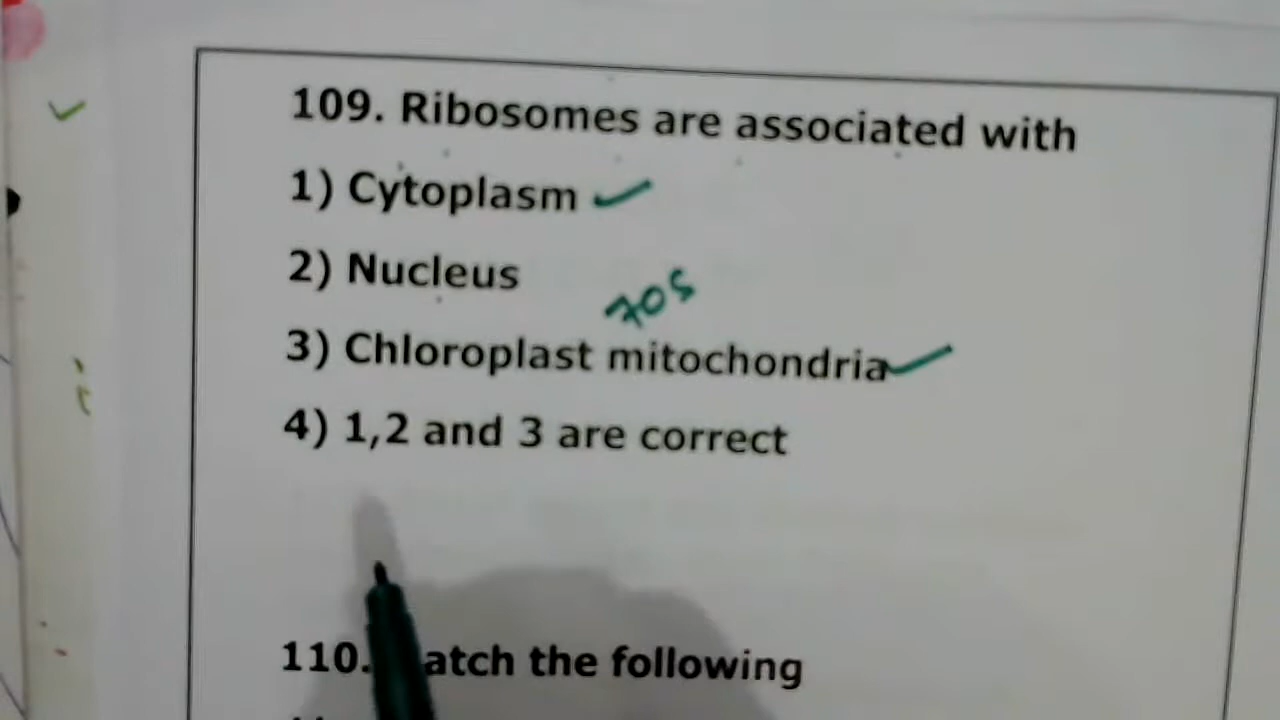 109. Ribosomes are associated with
1) Cytoplasm
2) Nucleus
70s
3) Chloroplast mitochondria
4) 1,2 and 3 are correct
110. atch the following